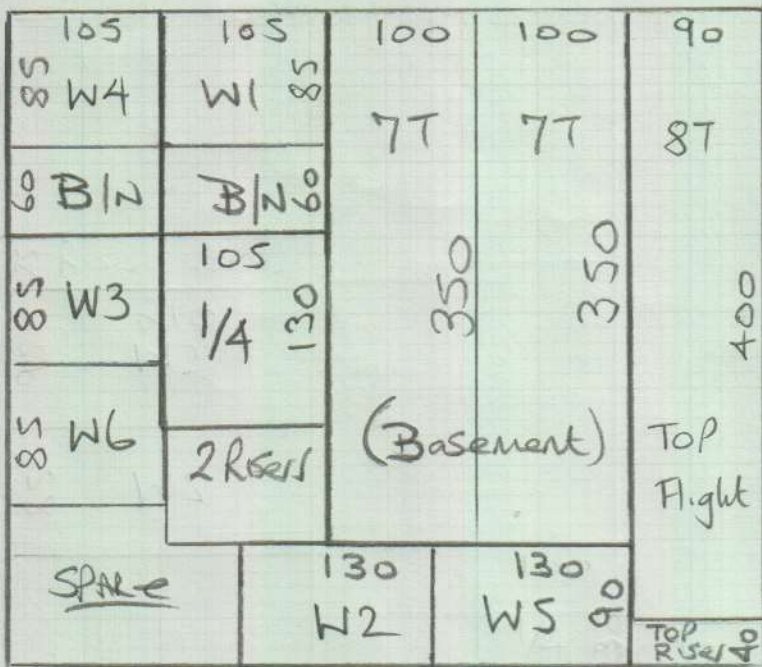 105 105 100 100 90
85 W4 W1 85 7T 7T 8T
60 B/N B/N 60
105
85 W3 1/4 130 350 350 400
85 W6 2 Risers (Basement) TOP
Flight
SPARe 130 130
W2 W5 90 TOP
Riser 40